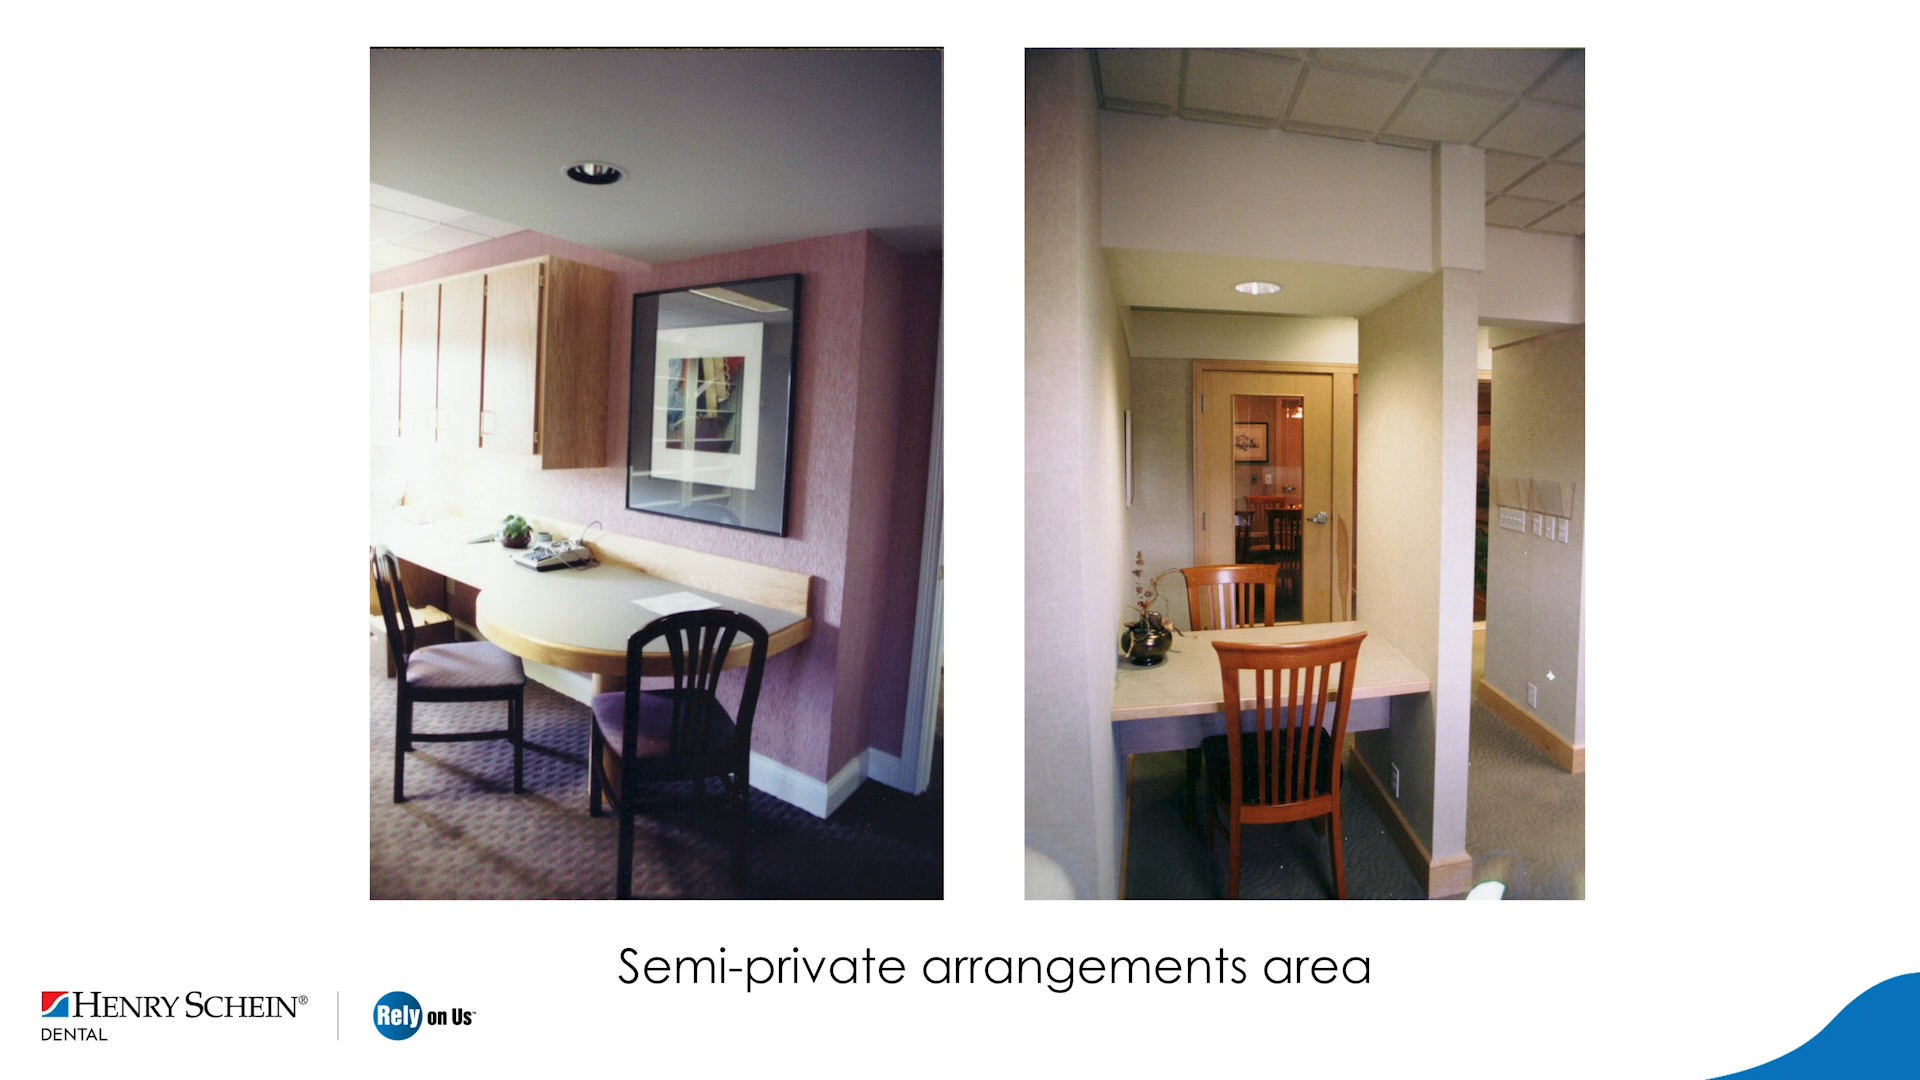 Semi-private arrangements area
HENRY SCHEIN®
DENTAL
Rely on Us™